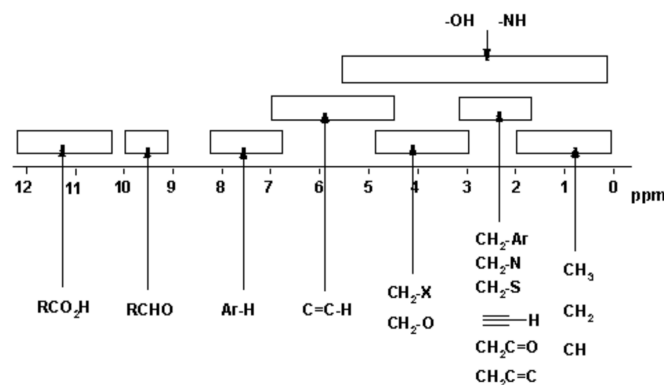 -OH -NH
12 11 10 9 8 7 6 5 4 3 2 1 0 ppm
RCO₂H
RCHO
Ar-H
C=C-H
CH₂-X
CH₂-O
CH₂-Ar
CH₂-N
CH₂-S
≡-H
CH₂C=O
CH₂C=C
CH₃
CH₂
CH